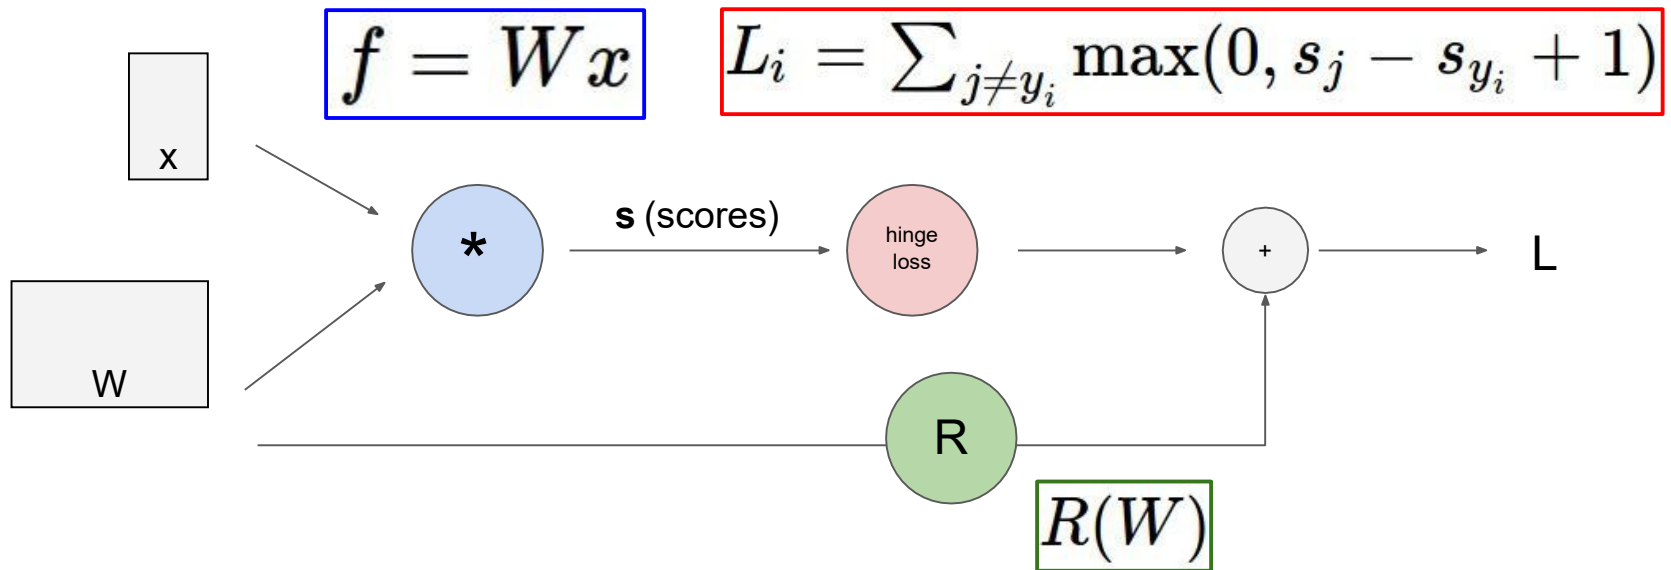 f = Wx
L_i = ∑_{j≠y_i} max(0, s_j − s_{y_i} + 1)
x
s (scores)
*
hinge
loss
+
L
W
R
R(W)